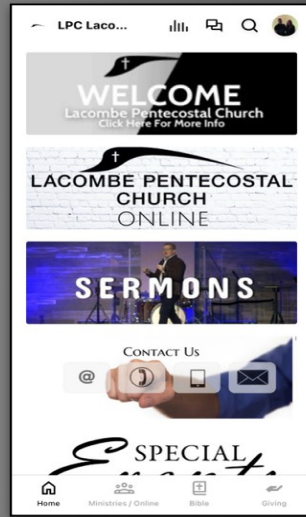 LPC Laco...
WELCOME
Lacombe Pentecostal Church
Click Here For More Info
LACOMBE PENTECOSTAL
CHURCH
ONLINE
SERMONS
CONTACT US
@
SPECIAL
Events
Home Ministries / Online Bible Giving